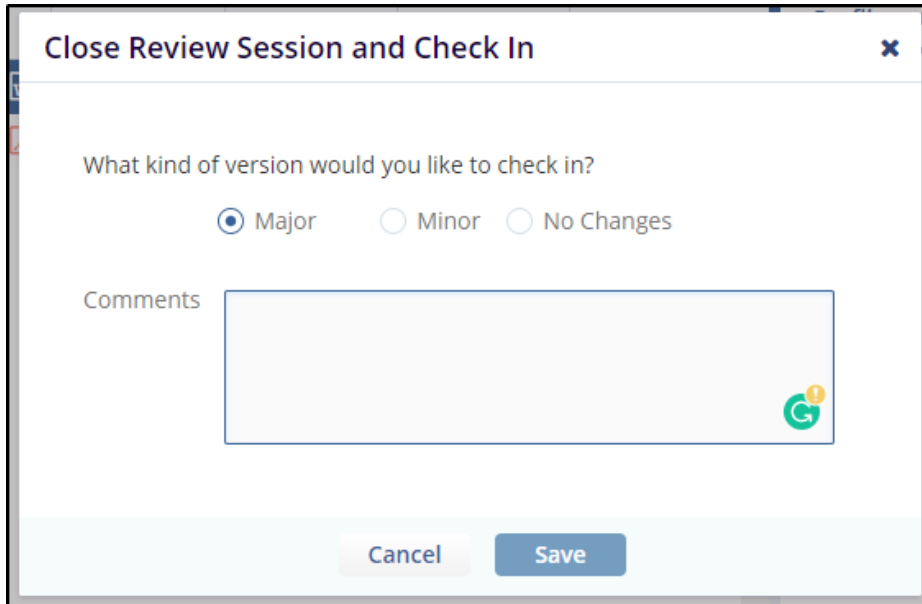 Close Review Session and Check In
What kind of version would you like to check in?
Major Minor No Changes
Comments
Cancel Save